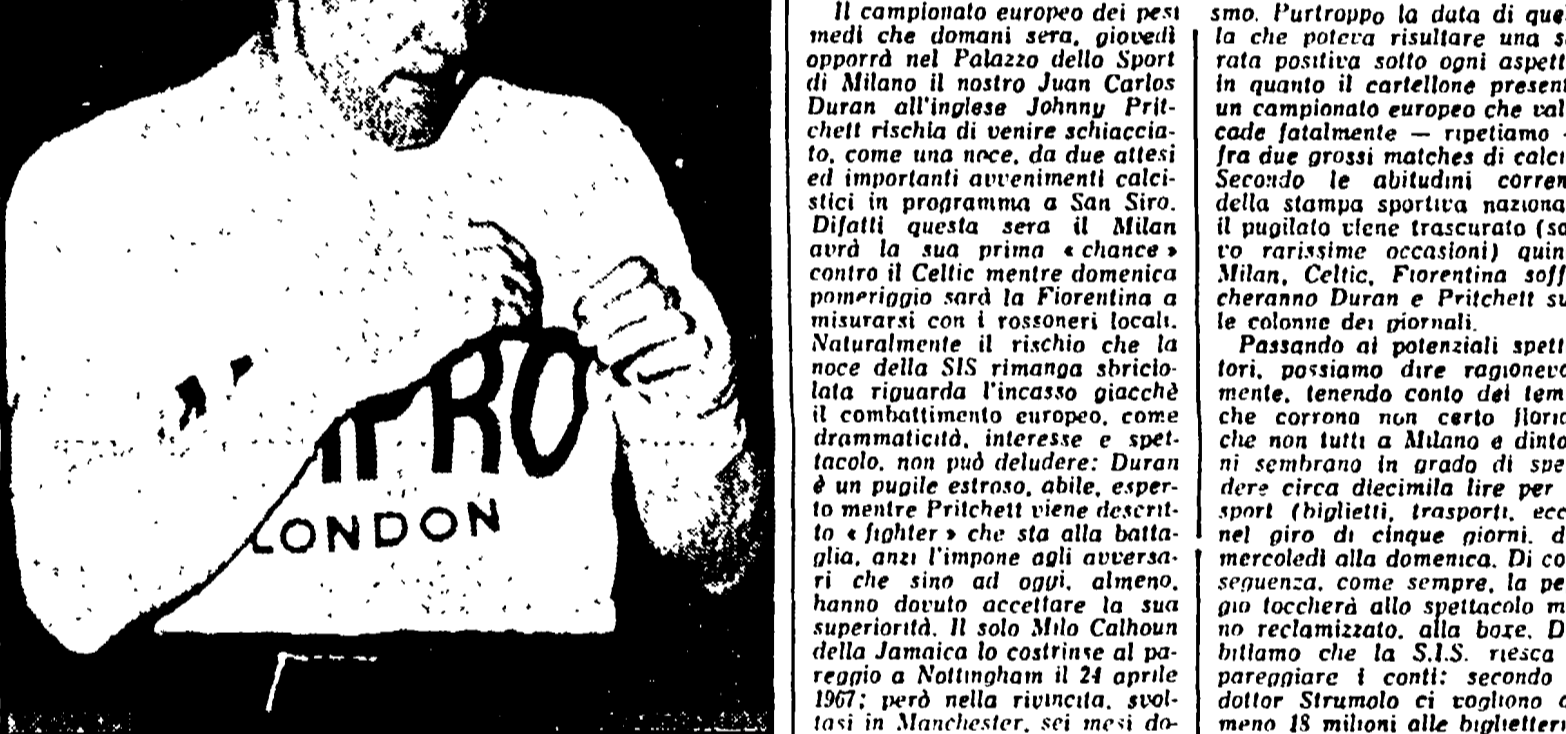 TRO
LONDON
Il campionato europeo dei pesi
medi che domani sera, giovedì
opporrà nel Palazzo dello Sport
di Milano il nostro Juan Carlos
Duran all'inglese Johnny Prit-
chett rischia di venire schiaccia-
to, come una noce, da due attesi
ed importanti avvenimenti calci-
stici in programma a San Siro.
Difatti questa sera il Milan
avrà la sua prima « chance »
contro il Celtic mentre domenica
pomeriggio sarà la Fiorentina a
misurarsi con i rossoneri locali.
Naturalmente il rischio che la
noce della SIS rimanga sbricio-
lata riguarda l'incasso giacchè
il combattimento europeo, come
drammaticità, interesse e spet-
tacolo, non può deludere: Duran
è un pugile estroso, abile, esper-
to mentre Pritchett viene descrit-
to « fighter » che sta alla batta-
glia, anzi l'impone agli avversa-
ri che sino ad oggi, almeno,
hanno dovuto accettare la sua
superiorità. Il solo Milo Calhoun
della Jamaica lo costrinse al pa-
reggio a Nottingham il 24 aprile
1967; però nella rivincita, svol-
tasi in Manchester, sei mesi do-
smo. Purtroppo la data di quel
la che poteva risultare una s
rata positiva sotto ogni aspett
in quanto il cartellone present
un campionato europeo che val
cade fatalmente — ripetiamo
fra due grossi matches di calci
Secondo le abitudini corren
della stampa sportiva naziona
il pugilato viene trascurato (sa
vo rarissime occasioni) quin
Milan, Celtic, Fiorentina soff
cheranno Duran e Pritchett su
le colonne dei giornali.
Passando ai potenziali spett
tori, possiamo dire ragionevo
mente, tenendo conto dei tem
che corrono non certo floric
che non tutti a Milano e dinto
ni sembrano in grado di spe
dere circa diecimila lire per
sport (biglietti, trasporti, ecc
nel giro di cinque giorni, d
mercoledì alla domenica. Di co
seguenza, come sempre, la pe
gio toccherà allo spettacolo m
no reclamizzato, alla boxe. D
bitiamo che la S.I.S. riesca
pareggiare i conti: secondo
dottor Strumolo ci vogliono a
meno 18 milioni alle biglietteri